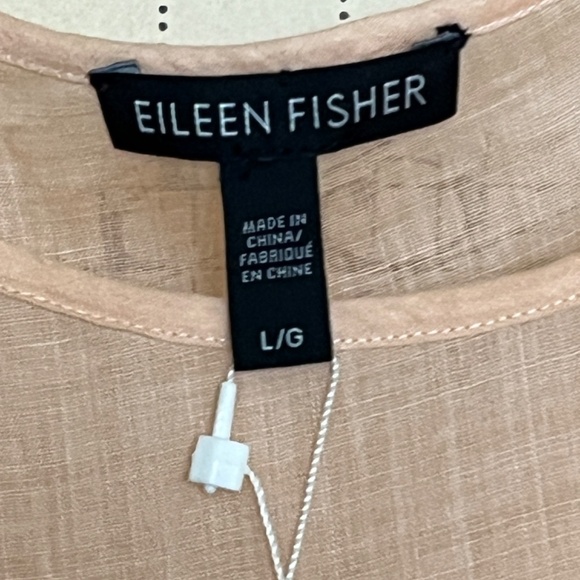 EILEEN FISHER
MADE IN
CHINA/
FABRIQUÉ
EN CHINE
L/G